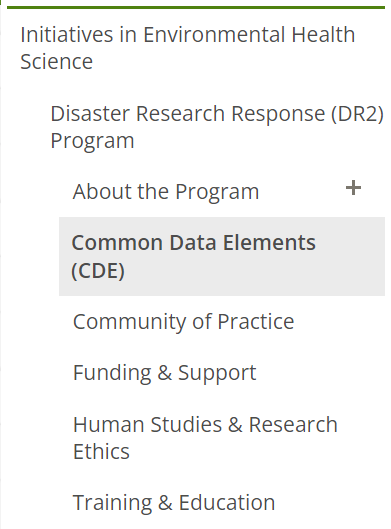 Initiatives in Environmental Health
Science
Disaster Research Response (DR2)
Program
About the Program +
Common Data Elements
(CDE)
Community of Practice
Funding & Support
Human Studies & Research
Ethics
Training & Education